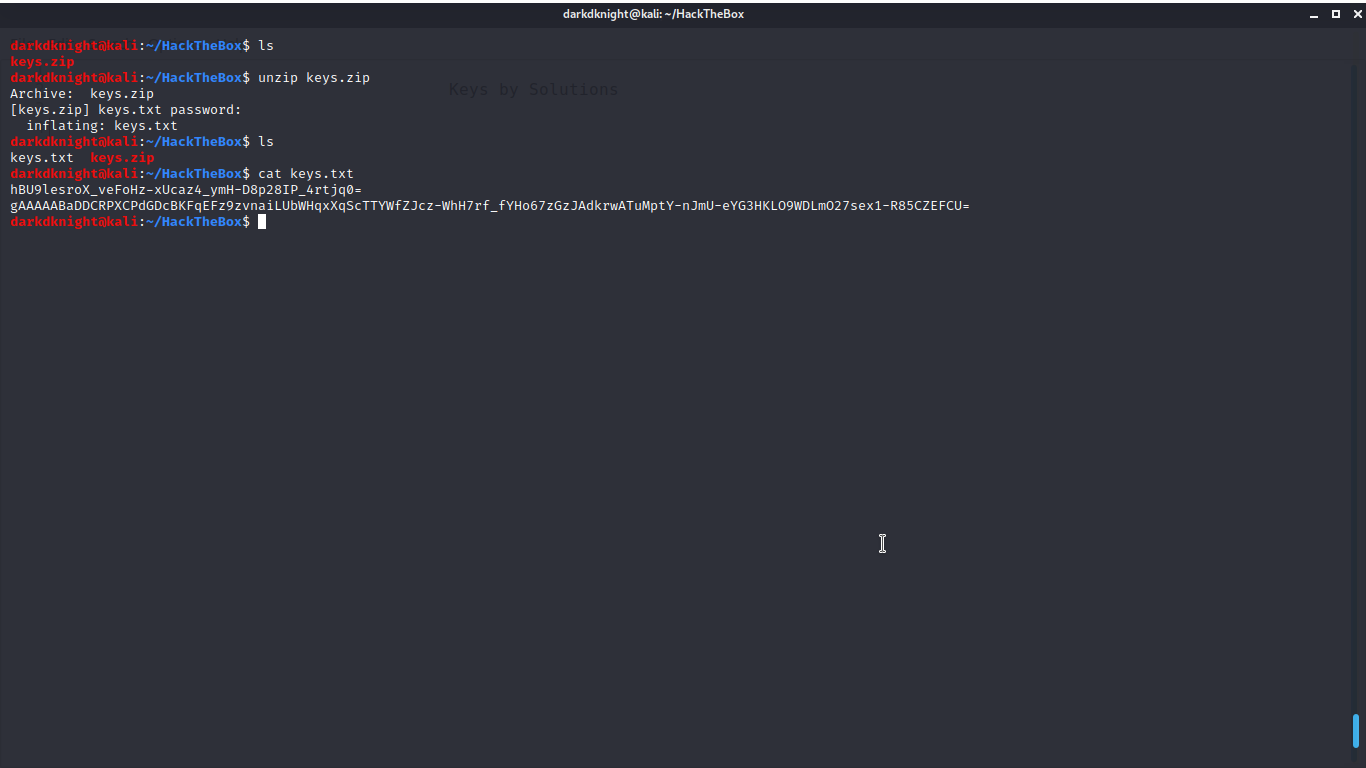 darkdknight@kali: ~/HackTheBox
darkdknight@kali:~/HackTheBox$ ls
keys.zip
darkdknight@kali:~/HackTheBox$ unzip keys.zip
Keys by Solutions
Archive:  keys.zip
[keys.zip] keys.txt password:
  inflating: keys.txt
darkdknight@kali:~/HackTheBox$ ls
keys.txt  keys.zip
darkdknight@kali:~/HackTheBox$ cat keys.txt
hBU9lesroX_veFoHz-xUcaz4_ymH-D8p28IP_4rtjq0=
gAAAAABaDDCRPXCPdGDcBKFqEFz9zvnaiLUbWHqxXqScTTYWfZJcz-WhH7rf_fYHo67zGzJAdkrwATuMptY-nJmU-eYG3HKLO9WDLmO27sex1-R85CZEFCU=
darkdknight@kali:~/HackTheBox$